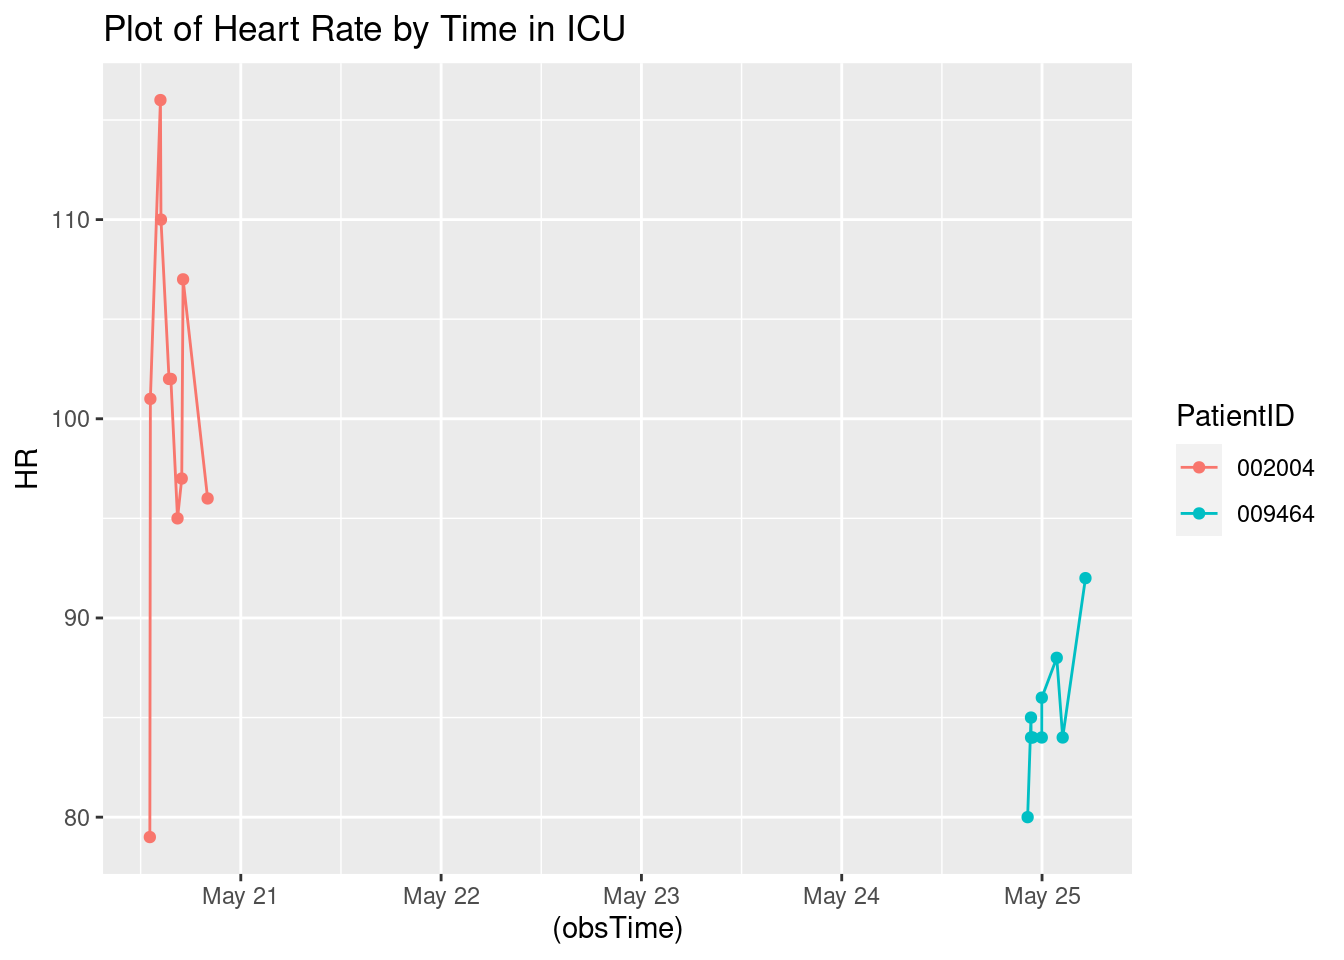 Plot of Heart Rate by Time in ICU
110
100
90
80
HR
May 21 May 22 May 23 May 24 May 25
(obsTime)
PatientID
002004
009464